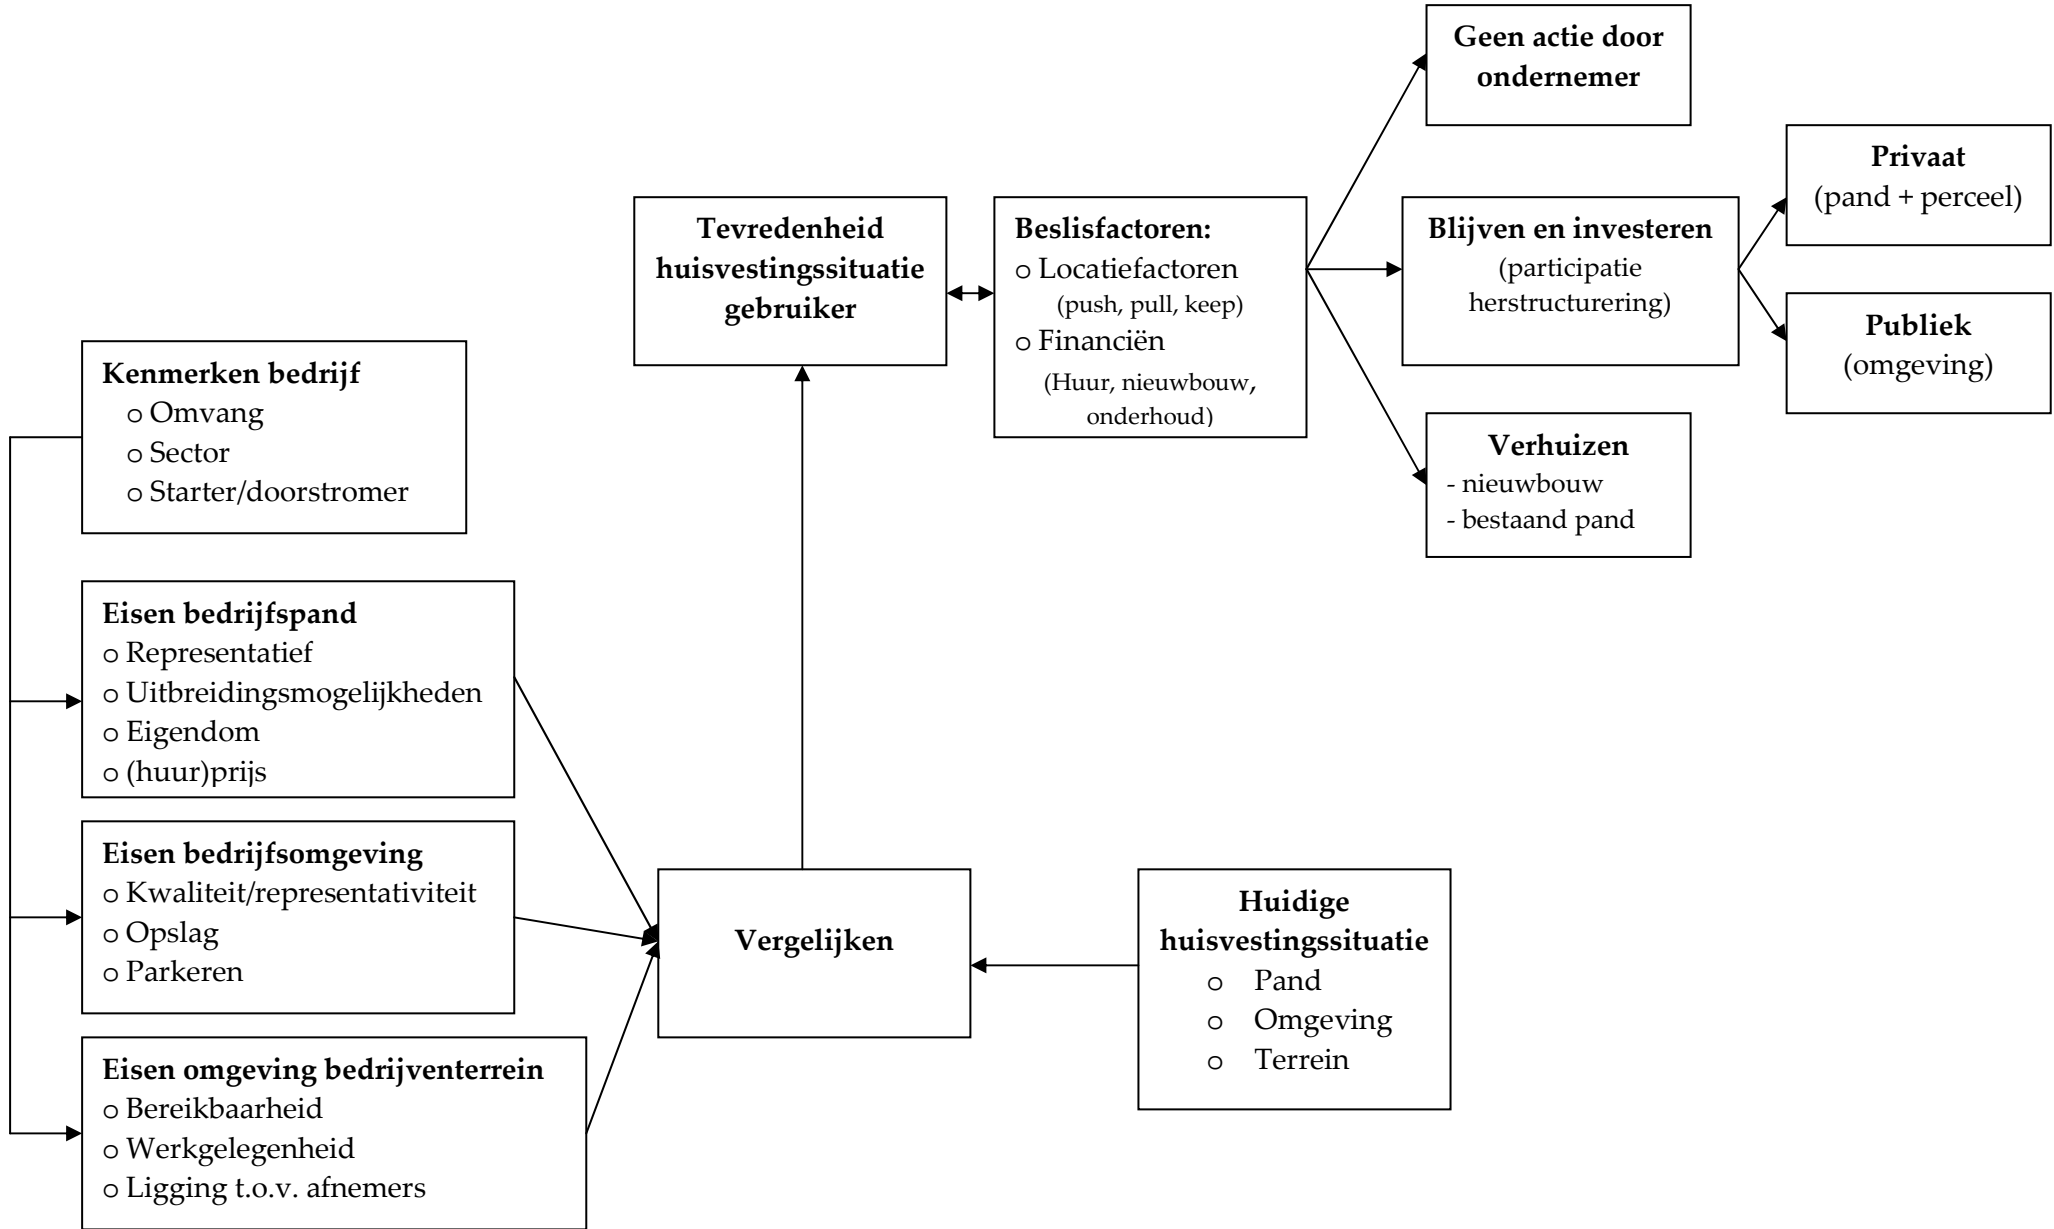 Geen actie door
ondernemer
Privaat
(pand + perceel)
Tevredenheid
huisvestingssituatie
gebruiker
Beslisfactoren:
o Locatiefactoren
(push, pull, keep)
o Financiën
(Huur, nieuwbouw,
onderhoud)
Blijven en investeren
(participatie
herstructurering)
Publiek
(omgeving)
Verhuizen
- nieuwbouw
- bestaand pand
Kenmerken bedrijf
o Omvang
o Sector
o Starter/doorstromer
Eisen bedrijfspand
o Representatief
o Uitbreidingsmogelijkheden
o Eigendom
o (huur)prijs
Eisen bedrijfsomgeving
o Kwaliteit/representativiteit
o Opslag
o Parkeren
Vergelijken
Huidige
huisvestingssituatie
o Pand
o Omgeving
o Terrein
Eisen omgeving bedrijventerrein
o Bereikbaarheid
o Werkgelegenheid
o Ligging t.o.v. afnemers